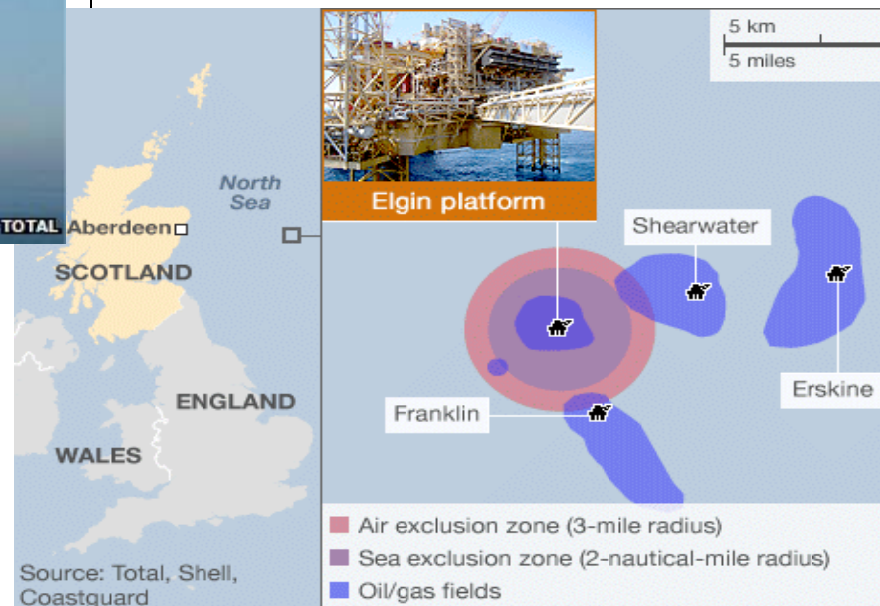 TOTAL
Aberdeen
North
Sea
SCOTLAND
ENGLAND
WALES
Source: Total, Shell,
Coastguard
Elgin platform
5 km
5 miles
Shearwater
Erskine
Franklin
Air exclusion zone (3-mile radius)
Sea exclusion zone (2-nautical-mile radius)
Oil/gas fields